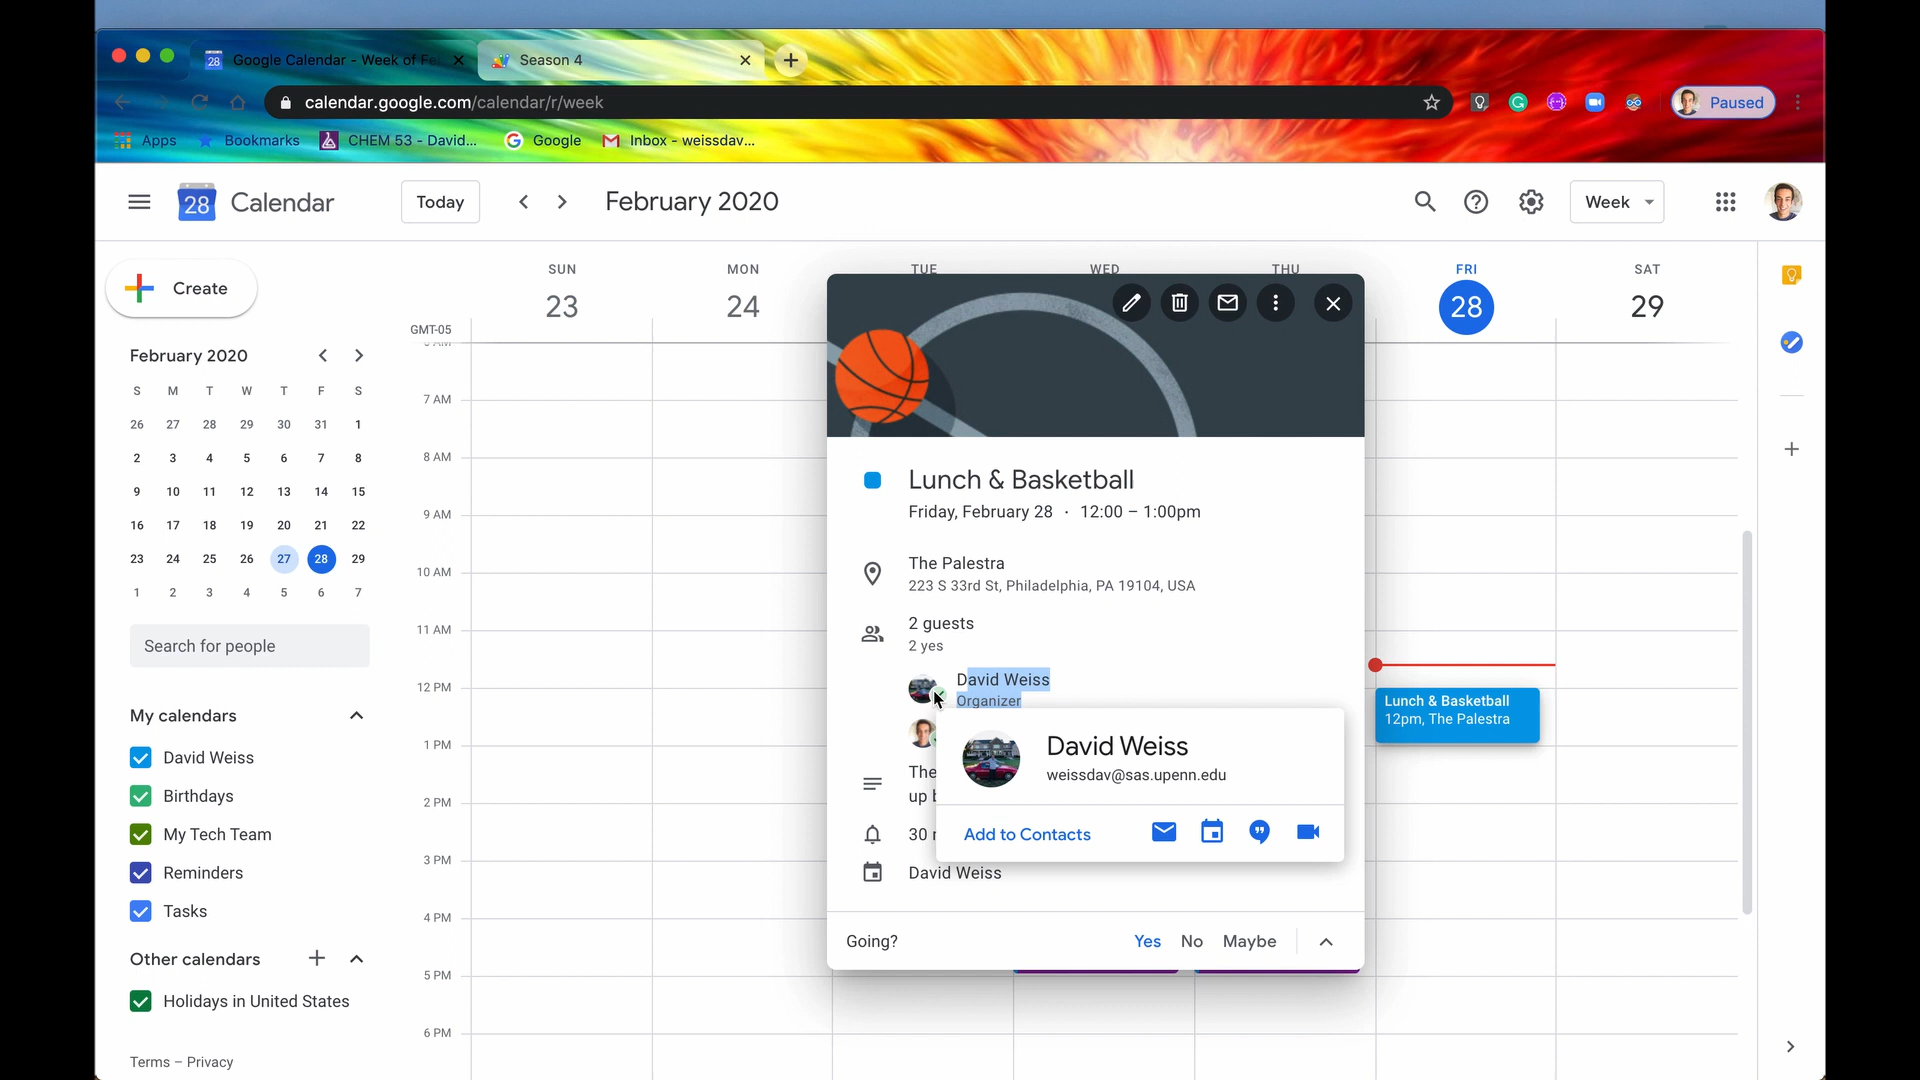 28 Google Calendar - Week of Fe
Season 4
calendar.google.com/calendar/r/week
Paused
Apps
Bookmarks
CHEM 53 - David...
Google
Inbox - weissdav...
28
Calendar
Today
February 2020
Week
Create
SUN
MON
TUE
WED
THU
FRI
SAT
23
24
28
29
GMT-05
7 AM
8 AM
9 AM
10 AM
11 AM
12 PM
1 PM
2 PM
3 PM
4 PM
5 PM
6 PM
February 2020
S M T W T F S
26 27 28 29 30 31 1
2 3 4 5 6 7 8
9 10 11 12 13 14 15
16 17 18 19 20 21 22
23 24 25 26 27 28 29
1 2 3 4 5 6 7
Search for people
My calendars
David Weiss
Birthdays
My Tech Team
Reminders
Tasks
Other calendars
Holidays in United States
Terms – Privacy
Lunch & Basketball
Friday, February 28 · 12:00 – 1:00pm
The Palestra
223 S 33rd St, Philadelphia, PA 19104, USA
2 guests
2 yes
David Weiss
Organizer
The
up
30
David Weiss
weissdav@sas.upenn.edu
Add to Contacts
David Weiss
Going?
Yes
No
Maybe
Lunch & Basketball
12pm, The Palestra